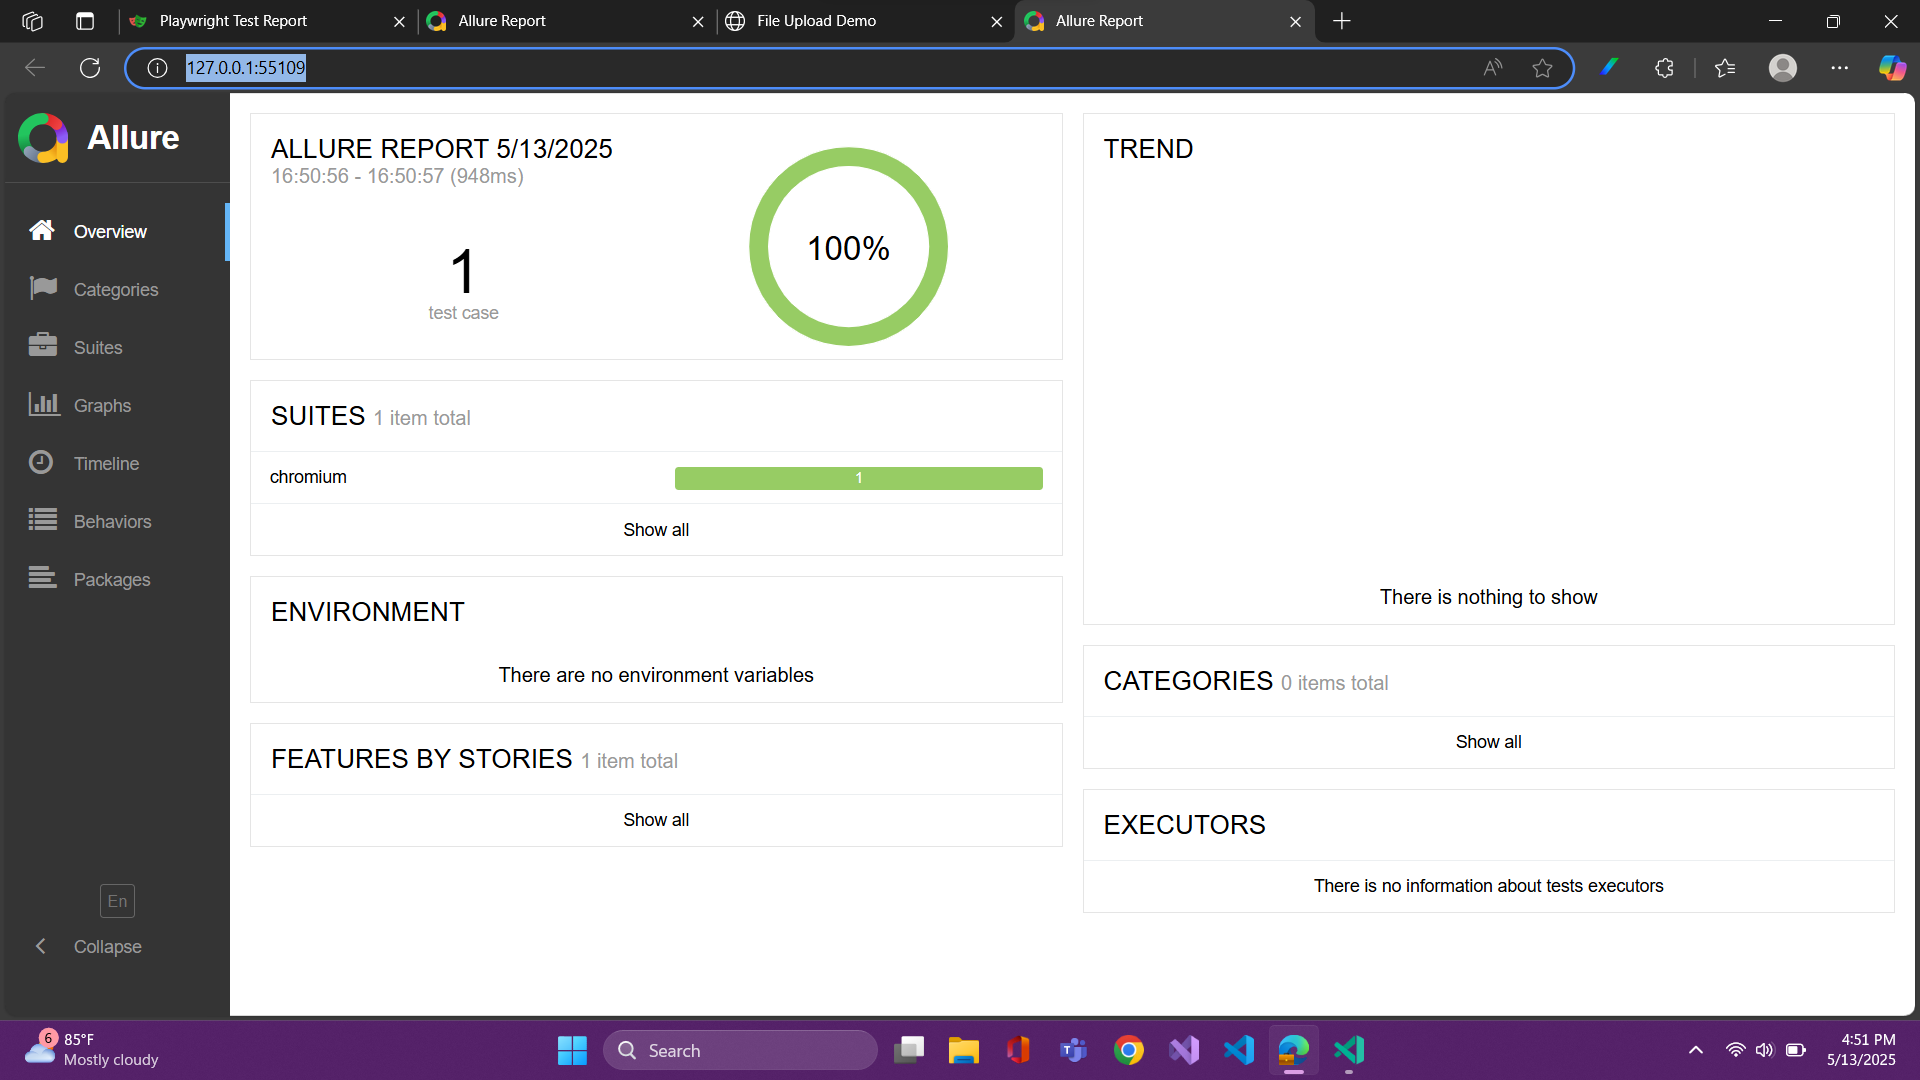 Playwright Test Report
Allure Report
File Upload Demo
Allure Report
127.0.0.1:55109
Allure
Overview
Categories
Suites
Graphs
Timeline
Behaviors
Packages
En
Collapse
ALLURE REPORT 5/13/2025
16:50:56 - 16:50:57 (948ms)
1
test case
100%
SUITES 1 item total
chromium 1
Show all
ENVIRONMENT
There are no environment variables
FEATURES BY STORIES 1 item total
Show all
TREND
There is nothing to show
CATEGORIES 0 items total
Show all
EXECUTORS
There is no information about tests executors
6
85°F
Mostly cloudy
Search
4:51 PM
5/13/2025